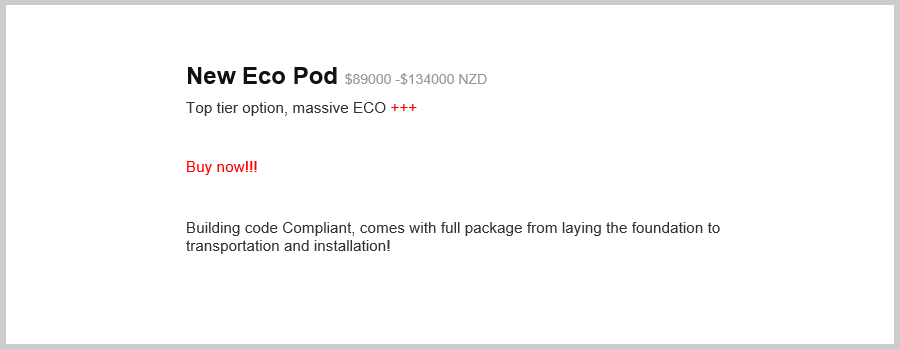 New Eco Pod $89000 -$134000 NZD
Top tier option, massive ECO +++
Buy now!!!
Building code Compliant, comes with full package from laying the foundation to
transportation and installation!